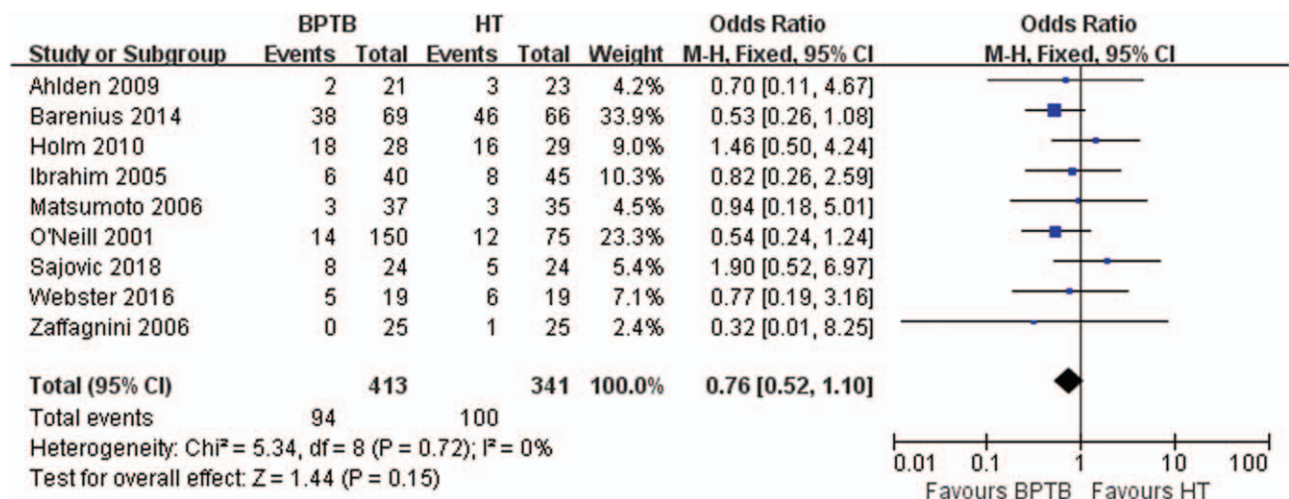 BPTB HT Odds Ratio Odds Ratio
Study or Subgroup Events Total Events Total Weight M-H, Fixed, 95% CI M-H, Fixed, 95% CI
Ahlden 2009 2 21 3 23 4.2% 0.70 [0.11, 4.67]
Barenius 2014 38 69 46 66 33.9% 0.53 [0.26, 1.08]
Holm 2010 18 28 16 29 9.0% 1.46 [0.50, 4.24]
Ibrahim 2005 6 40 8 45 10.3% 0.82 [0.26, 2.59]
Matsumoto 2006 3 37 3 35 4.5% 0.94 [0.18, 5.01]
O'Neill 2001 14 150 12 75 23.3% 0.54 [0.24, 1.24]
Sajovic 2018 8 24 5 24 5.4% 1.90 [0.52, 6.97]
Webster 2016 5 19 6 19 7.1% 0.77 [0.19, 3.16]
Zaffagnini 2006 0 25 1 25 2.4% 0.32 [0.01, 8.25]
Total (95% CI) 413 341 100.0% 0.76 [0.52, 1.10]
Total events 94 100
Heterogeneity: Chi² = 5.34, df = 8 (P = 0.72); I² = 0%
Test for overall effect: Z = 1.44 (P = 0.15)
0.01 0.1 1 10 100
Favours BPTB Favours HT